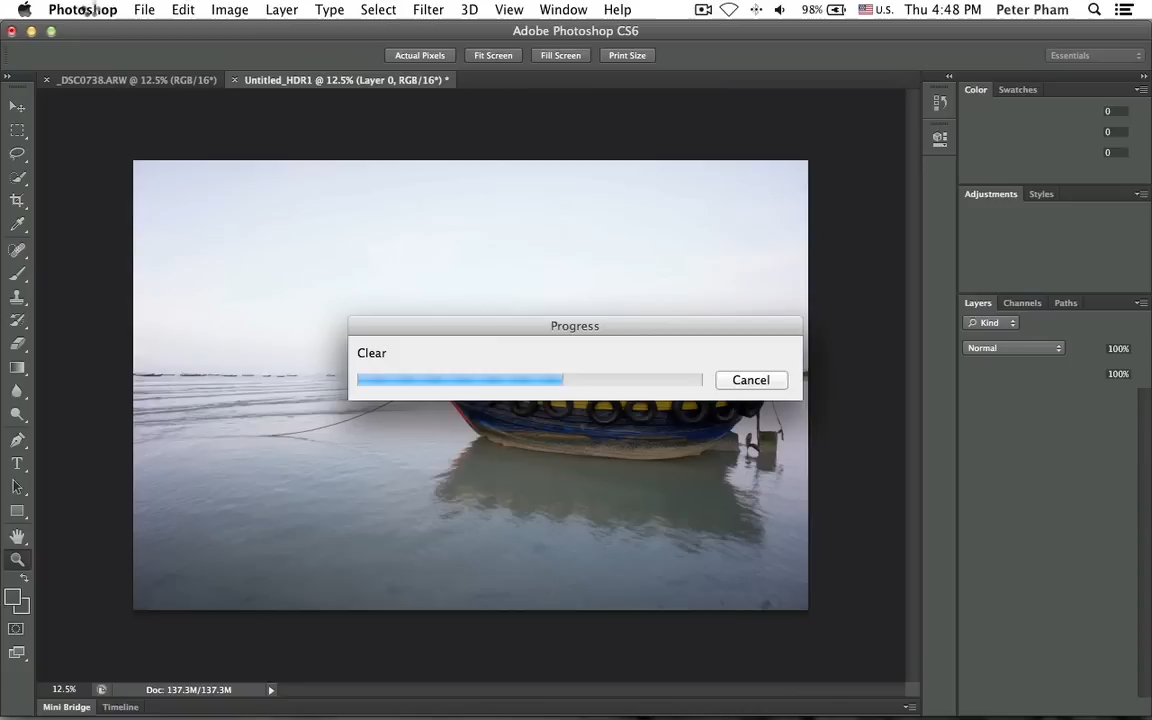 Photoshop File Edit Image Layer Type Select Filter 3D View Window Help 98% U.S. Thu 4:48 PM Peter Pham
Adobe Photoshop CS6
Actual Pixels Fit Screen Fill Screen Print Size Essentials
_DSC0738.ARW @ 12.5% (RGB/16*) Untitled_HDR1 @ 12.5% (Layer 0, RGB/16*) *
Color Swatches
0
0
0
Adjustments Styles
Layers Channels Paths
Kind
Normal 100%
100%
Progress
Clear
Cancel
12.5% Doc: 137.3M/137.3M
Mini Bridge Timeline